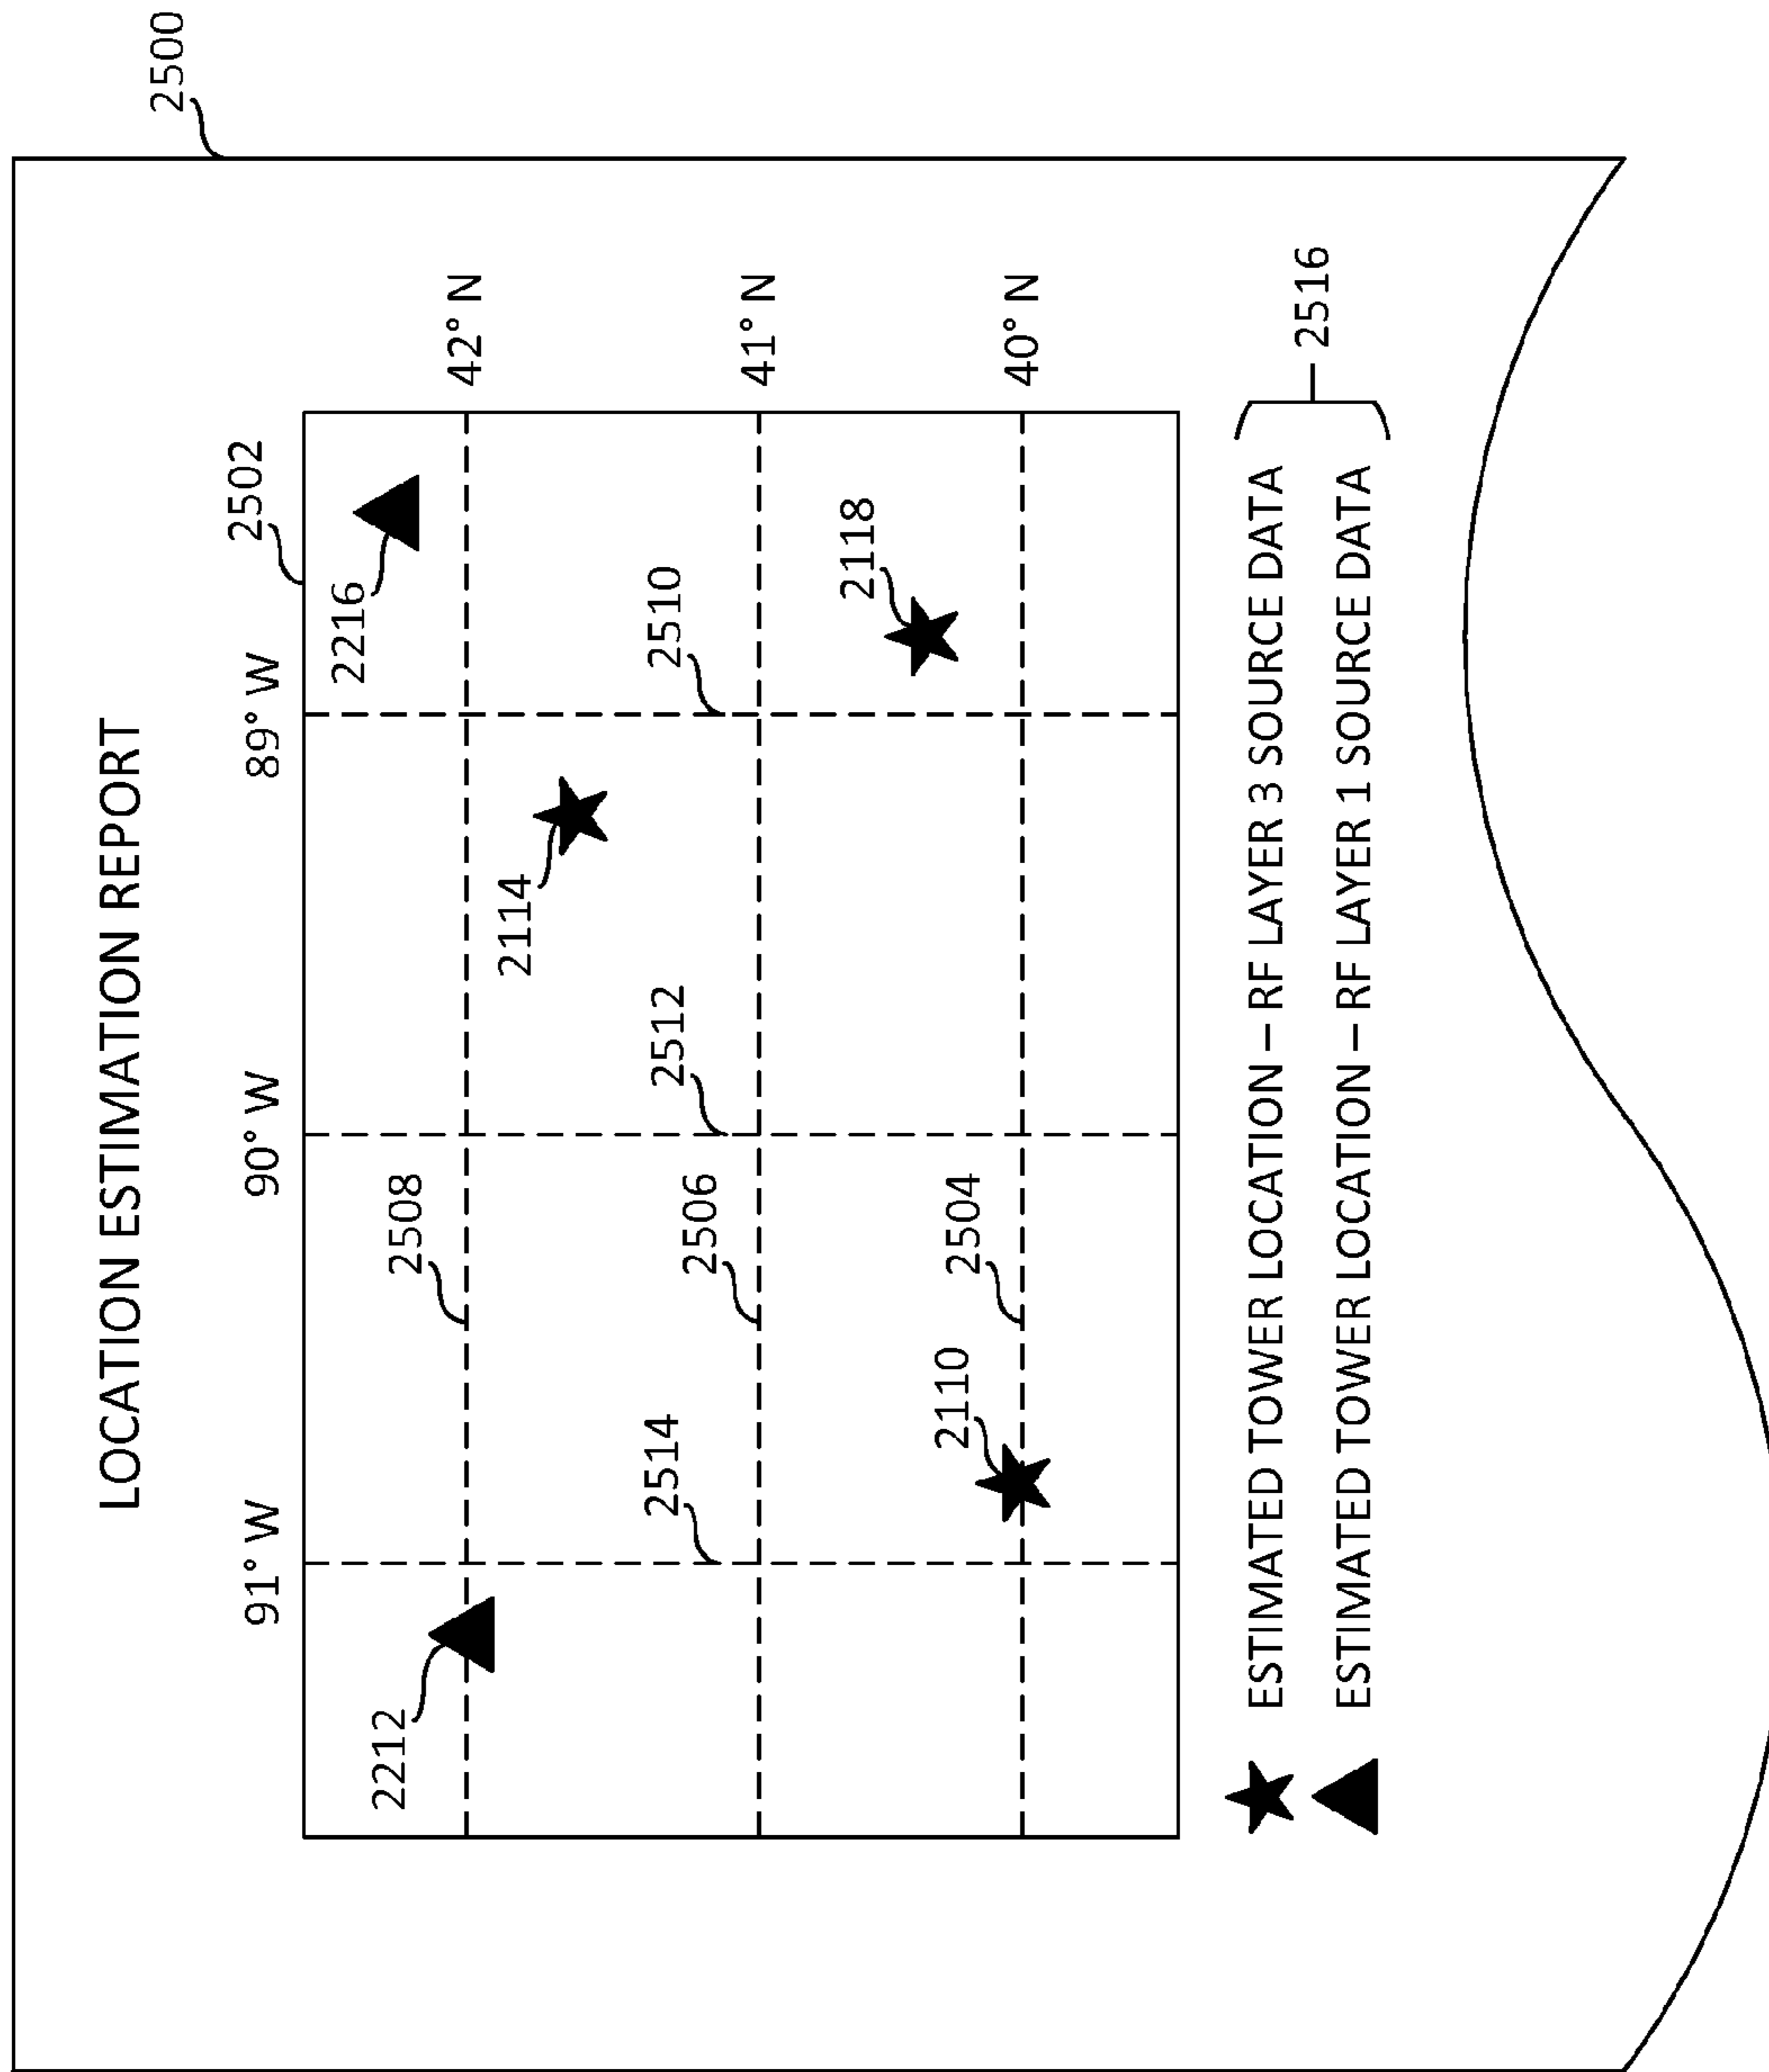 2500
LOCATION ESTIMATION REPORT
2502
91° W
90° W
89° W
2212
2508
2216
42° N
2114
2514
2506
2512
2510
41° N
2118
2110
2504
40° N
ESTIMATED TOWER LOCATION – RF LAYER 3 SOURCE DATA
ESTIMATED TOWER LOCATION – RF LAYER 1 SOURCE DATA
2516